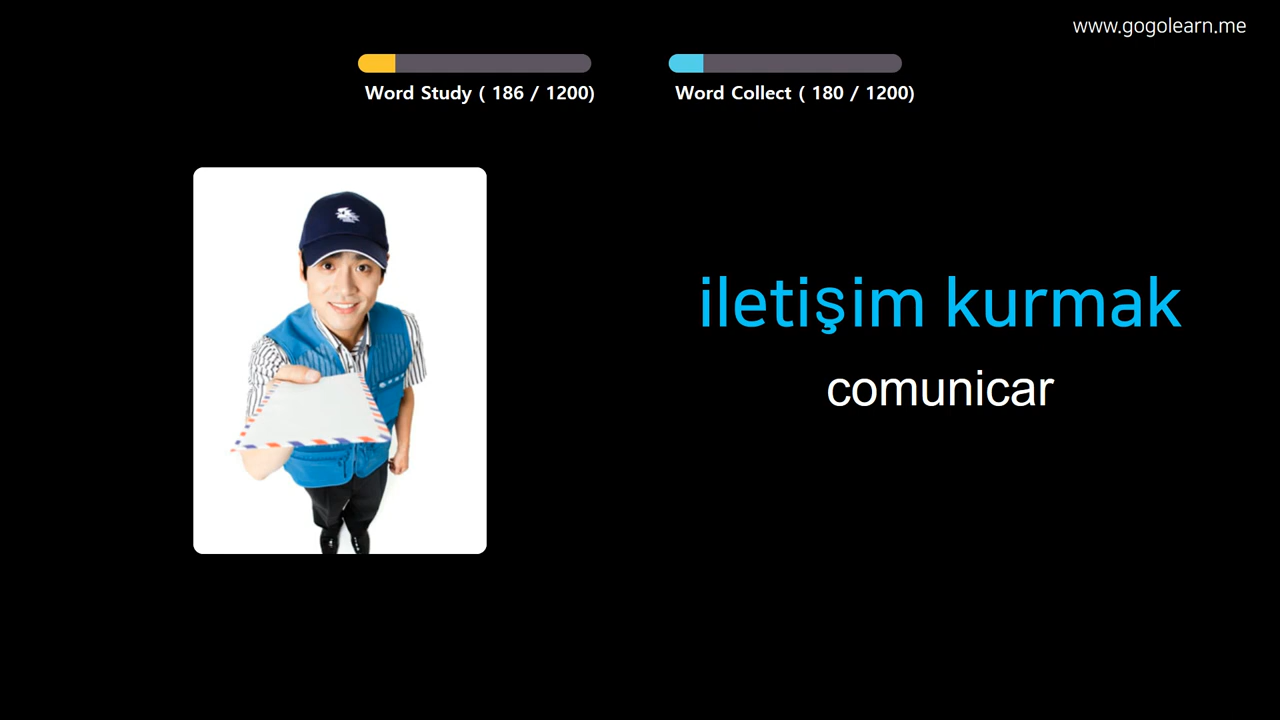 www.gogolearn.me
Word Study ( 186 / 1200)
Word Collect ( 180 / 1200)
iletişim kurmak
comunicar